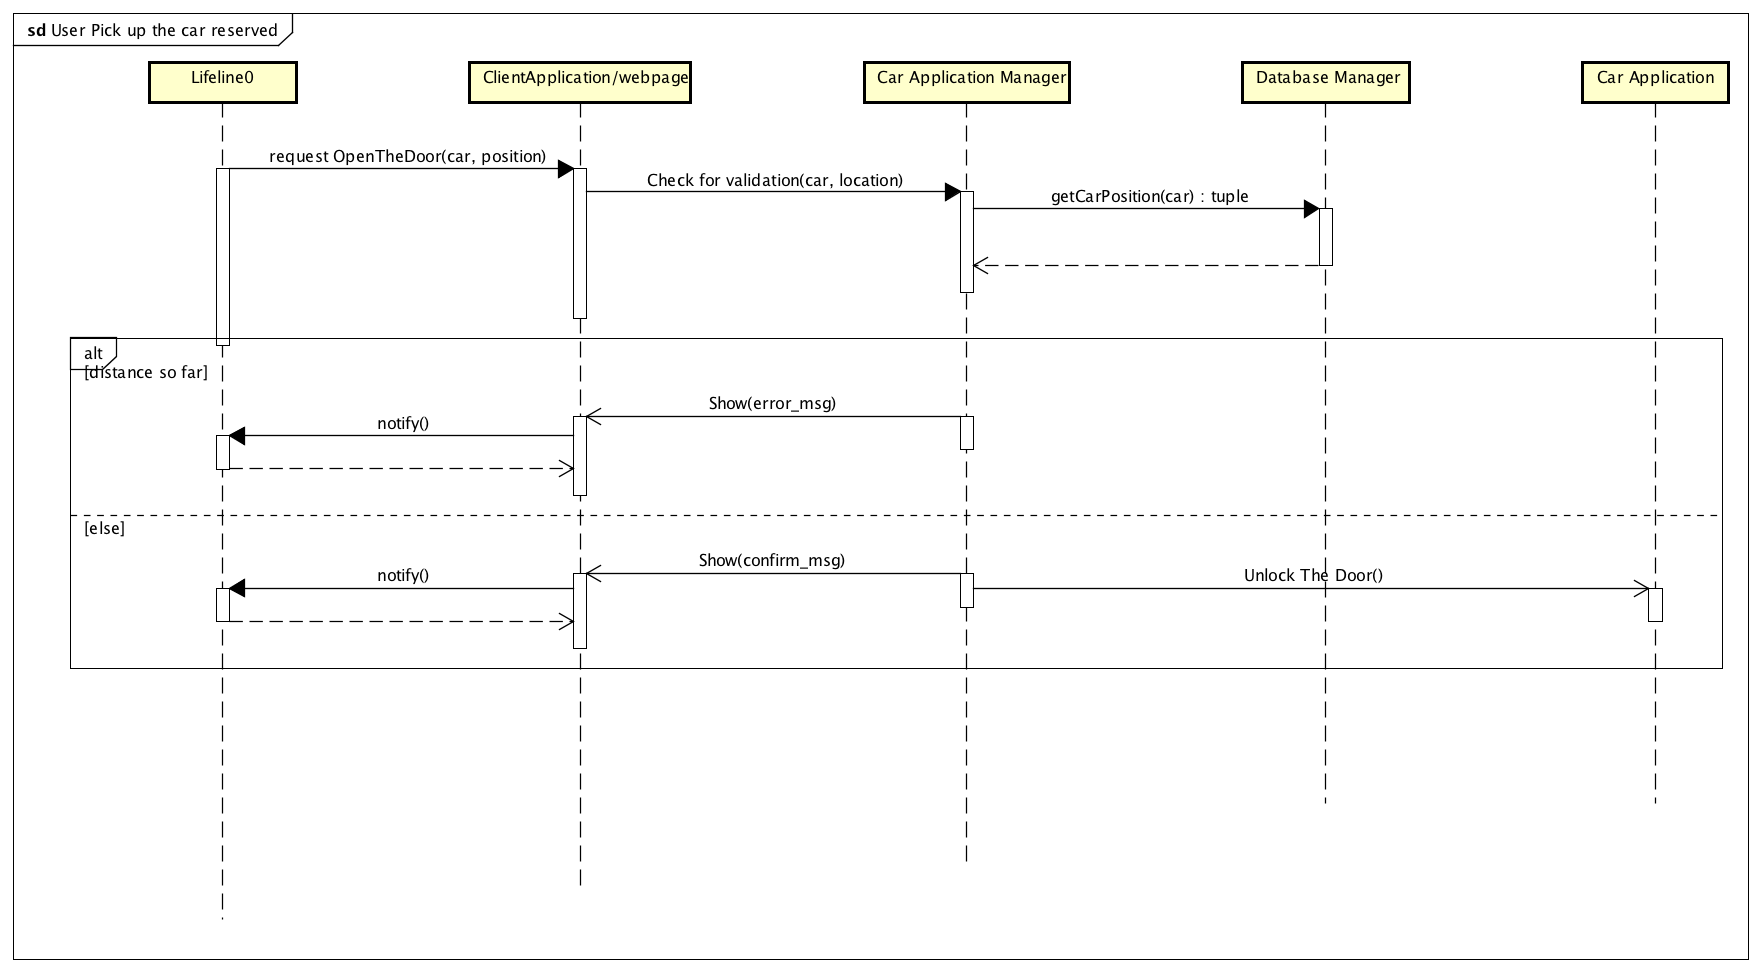 sd User Pick up the car reserved
Lifeline0
ClientApplication/webpage
Car Application Manager
Database Manager
Car Application
request OpenTheDoor(car, position)
Check for validation(car, location)
getCarPosition(car) : tuple
alt
[distance so far]
Show(error_msg)
notify()
[else]
Show(confirm_msg)
notify()
Unlock The Door()